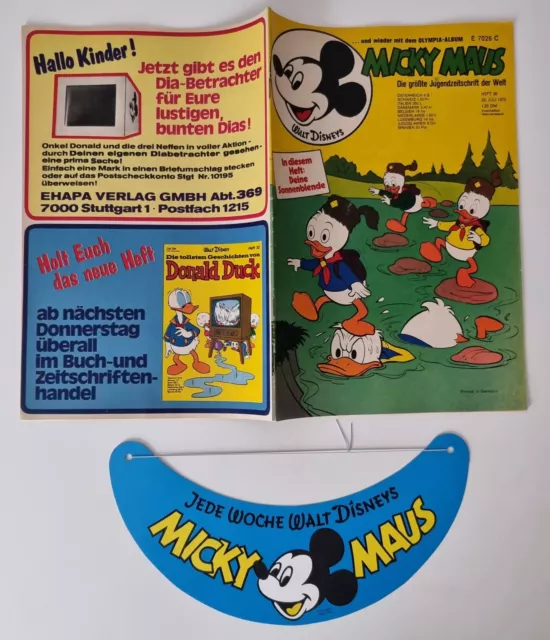 Hallo Kinder!
Jetzt gibt es den
Dia-Betrachter
für Eure
lustigen,
bunten Dias!
Onkel Donald und die drei Neffen in voller Aktion -
durch Deinen eigenen Diabetrachter gesehen -
eine prima Sache!
Einfach eine Mark in einen Briefumschlag stecken
oder auf das Postscheckkonto Stgt Nr. 10195
überweisen!
EHAPA VERLAG GMBH Abt. 369
7000 Stuttgart 1 · Postfach 1215
Holt Euch
das neue Heft
Walt Disneys
Die tollsten Geschichten von
Donald Duck
ab nächsten
Donnerstag
überall
im Buch- und
Zeitschriften-
handel
... und wieder mit dem OLYMPIA-ALBUM
E 7026 C
MICKY MAUS
Die größte Jugendzeitschrift der Welt
WALT DISNEYS
In diesem
Heft: Deine
Sonnenblende
JEDE WOCHE WALT DISNEYS
MICKY MAUS